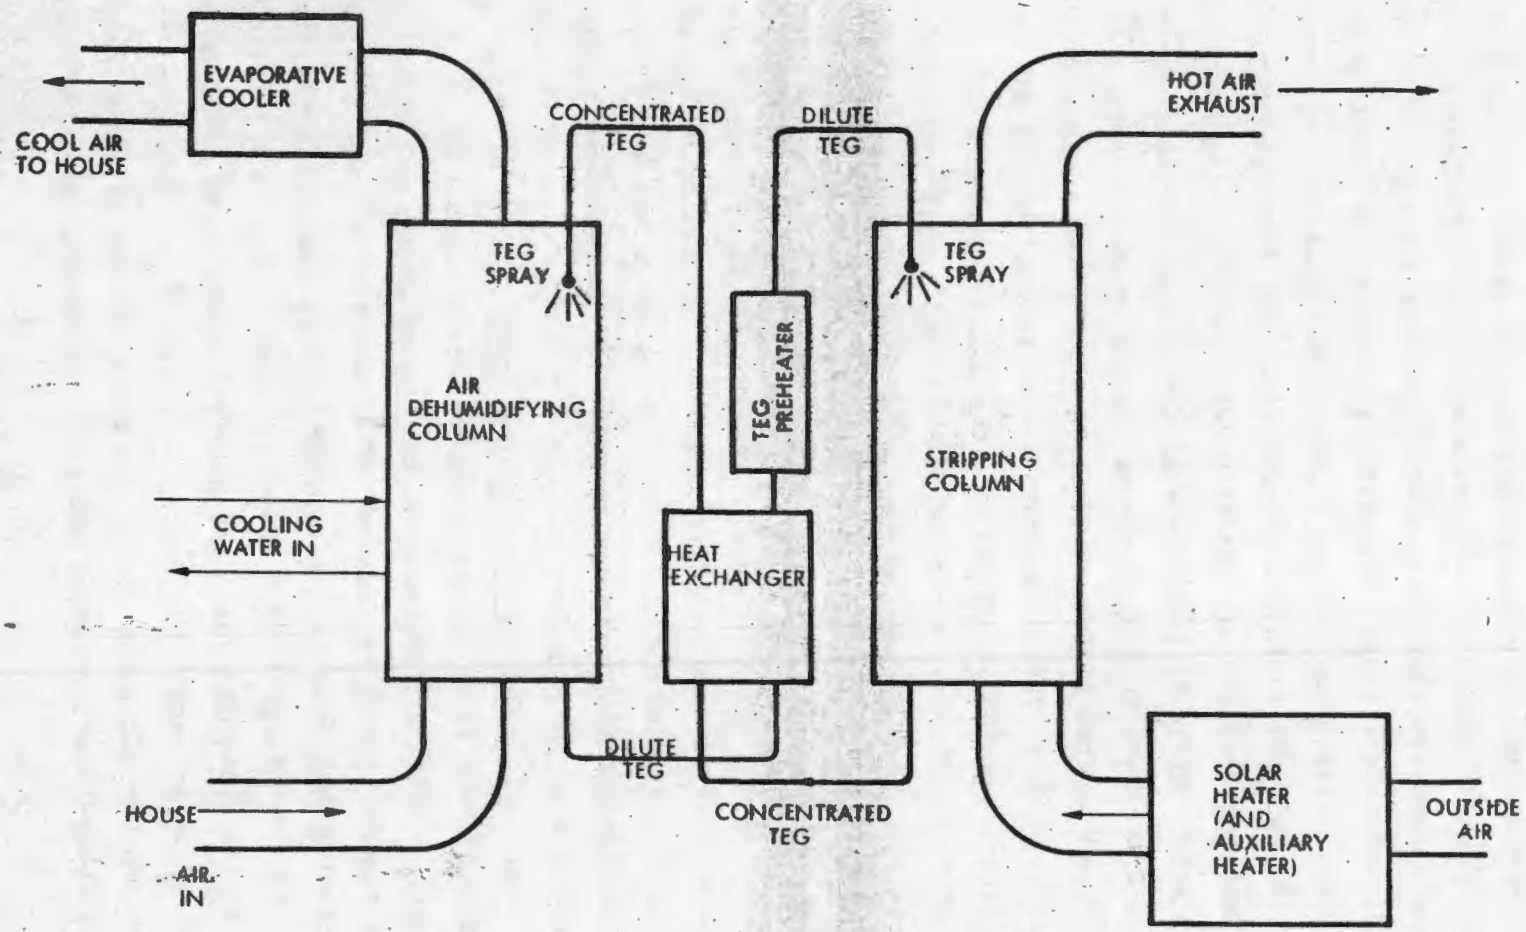 EVAPORATIVE
COOLER
COOL AIR
TO HOUSE
CONCENTRATED
TEG
DILUTE
TEG
HOT AIR
EXHAUST
TEG
SPRAY
TEG
SPRAY
AIR
DEHUMIDIFYING
COLUMN
TEG
PREHEATER
STRIPPING
COLUMN
COOLING
WATER IN
HEAT
EXCHANGER
DILUTE
TEG
CONCENTRATED
TEG
HOUSE
AIR
IN
SOLAR
HEATER
(AND
AUXILIARY
HEATER)
OUTSIDE
AIR